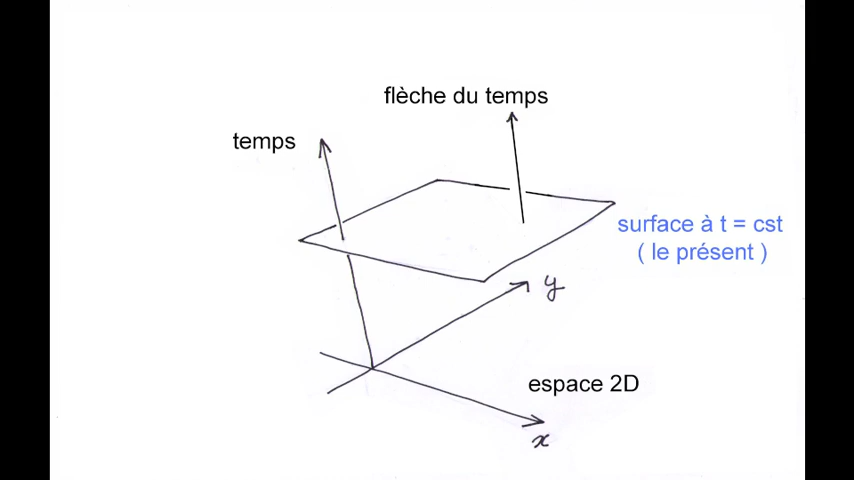 flèche du temps
temps
surface à t = cst
( le présent )
y
espace 2D
x